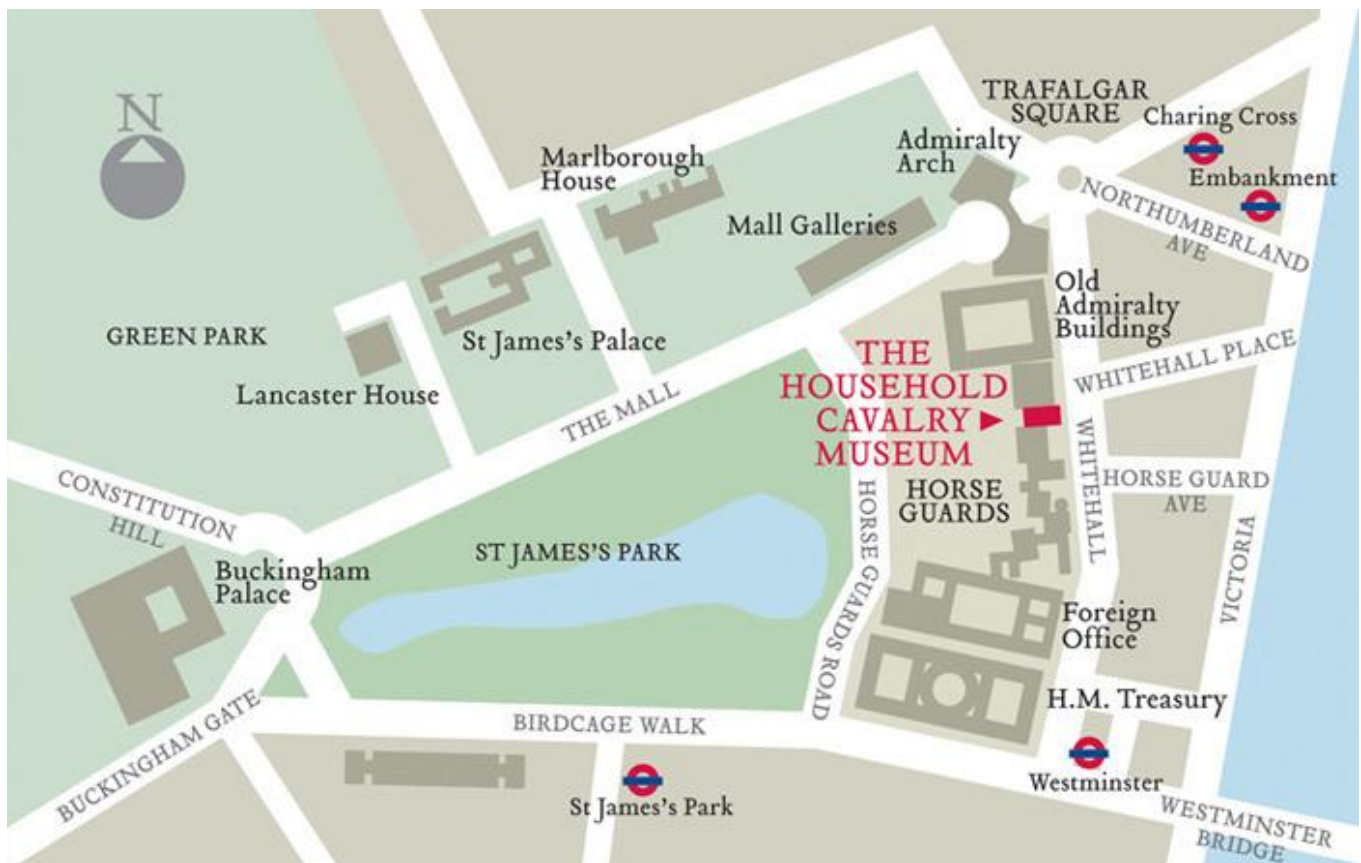 N
TRAFALGAR
SQUARE
Charing Cross
Admiralty
Arch
Marlborough
House
Embankment
NORTHUMBERLAND
AVE
Mall Galleries
Old
Admiralty
Buildings
GREEN PARK
St James's Palace
Lancaster House
THE
HOUSEHOLD
CAVALRY
MUSEUM
WHITEHALL PLACE
THE MALL
WHITEHALL
HORSE GUARD
AVE
HORSE
GUARDS
CONSTITUTION
HILL
ST JAMES'S PARK
HORSE GUARDS ROAD
VICTORIA
Buckingham
Palace
Foreign
Office
H.M. Treasury
BIRDCAGE WALK
BUCKINGHAM GATE
St James's Park
Westminster
WESTMINSTER
BRIDGE